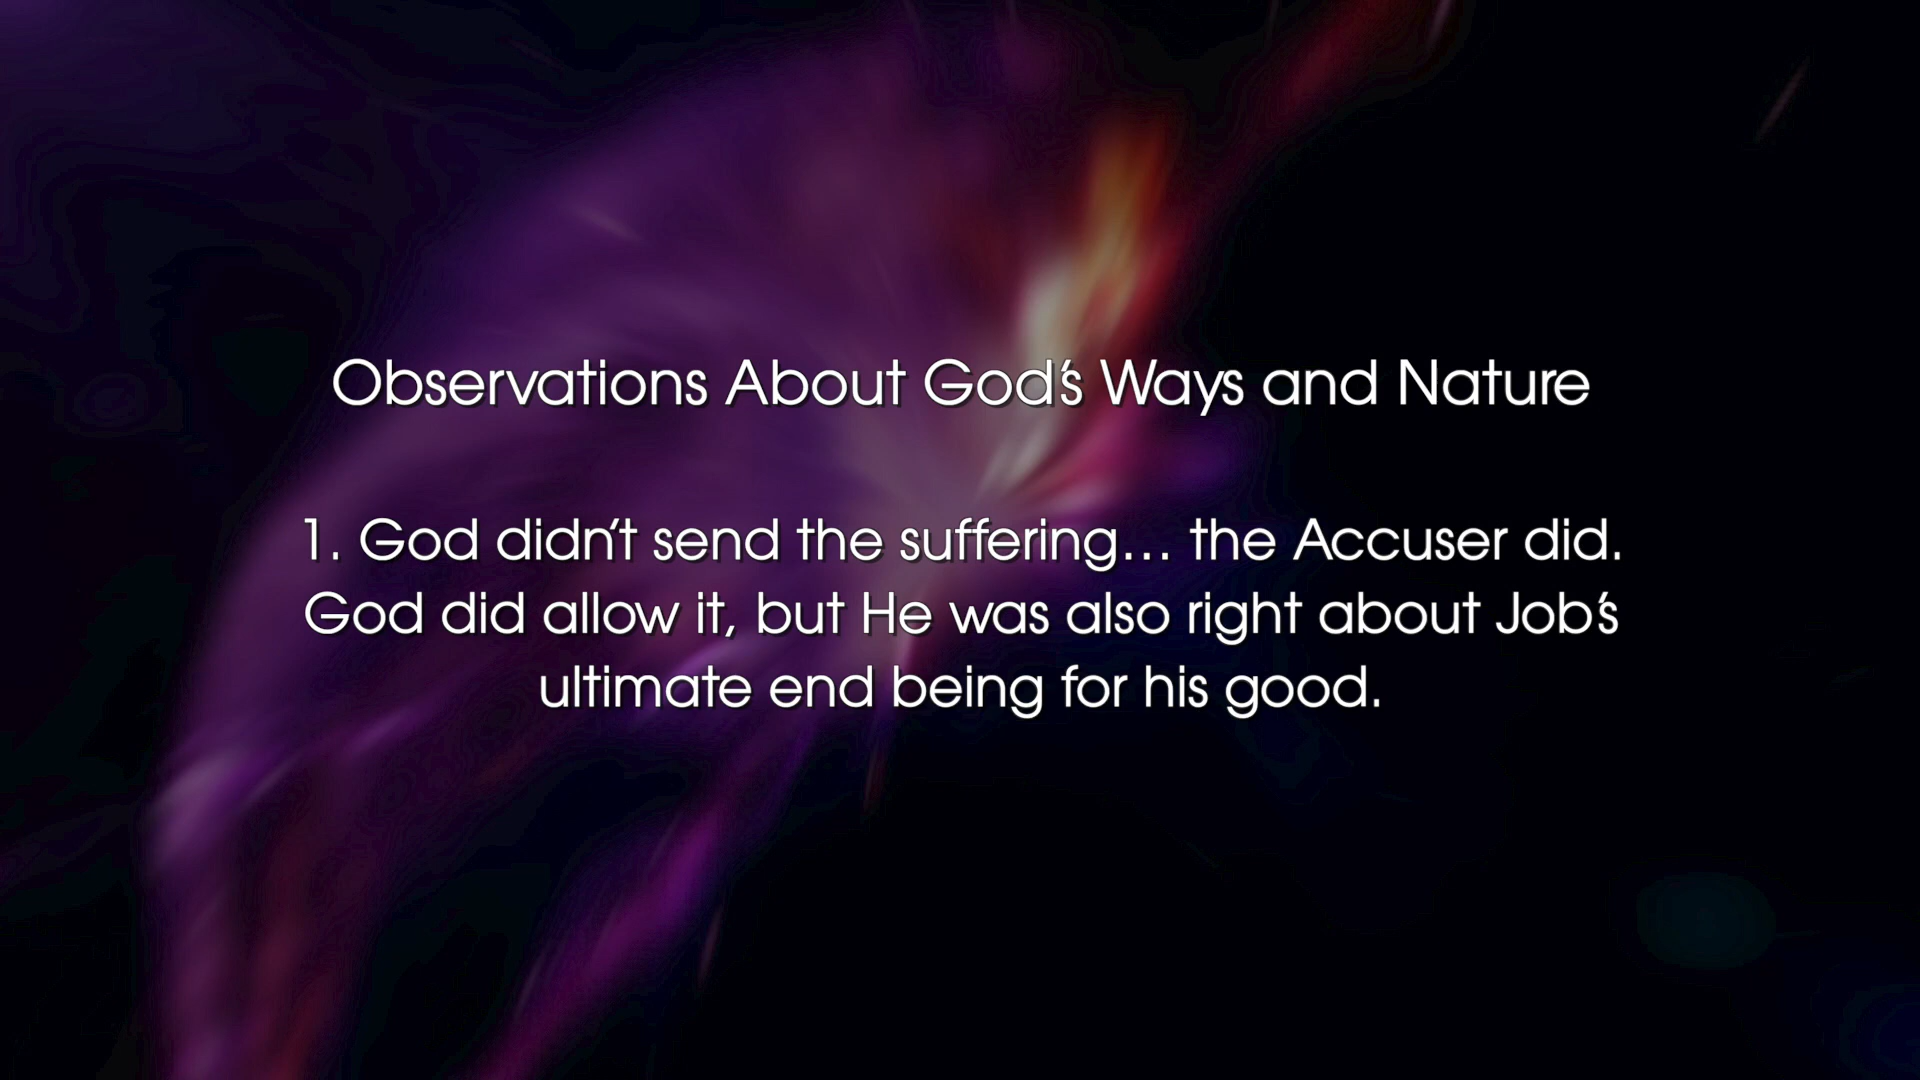 Observations About God's Ways and Nature
1. God didn't send the suffering... the Accuser did.
God did allow it, but He was also right about Job's
ultimate end being for his good.